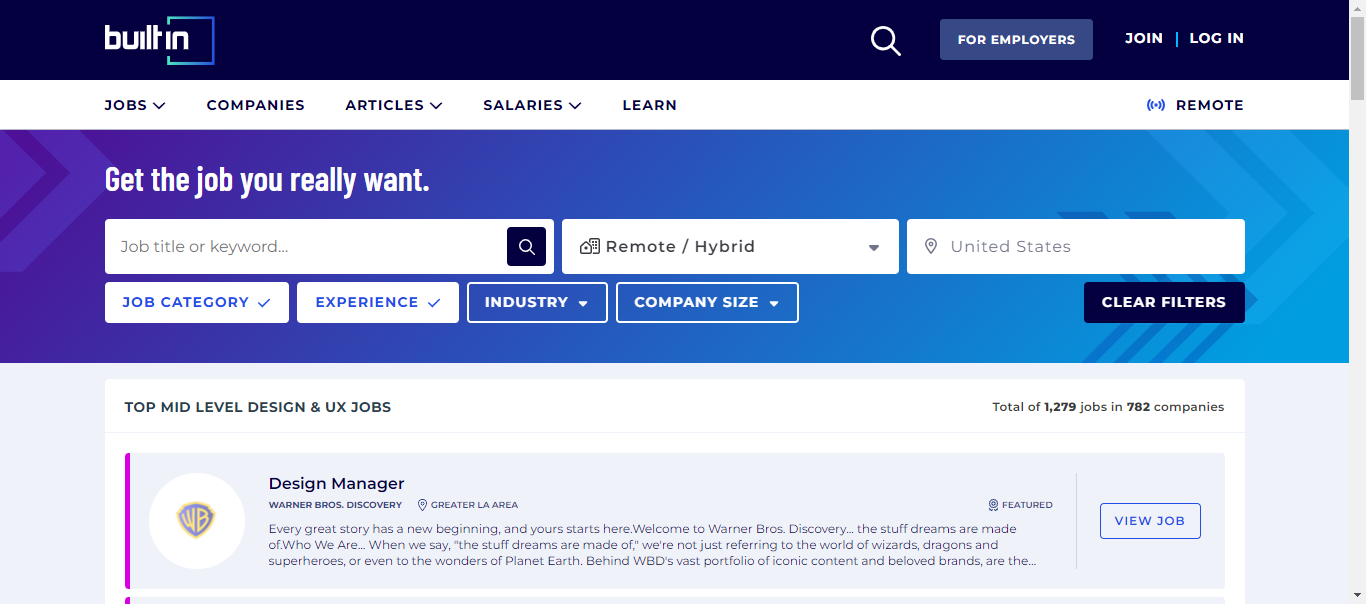 built in
FOR EMPLOYERS
JOIN | LOG IN
JOBS
COMPANIES
ARTICLES
SALARIES
LEARN
REMOTE
Get the job you really want.
Job title or keyword...
Remote / Hybrid
United States
JOB CATEGORY
EXPERIENCE
INDUSTRY
COMPANY SIZE
CLEAR FILTERS
TOP MID LEVEL DESIGN & UX JOBS
Total of 1,279 jobs in 782 companies
WB
Design Manager
WARNER BROS. DISCOVERY
GREATER LA AREA
FEATURED
VIEW JOB
Every great story has a new beginning, and yours starts here.Welcome to Warner Bros. Discovery... the stuff dreams are made
of.Who We Are... When we say, "the stuff dreams are made of," we're not just referring to the world of wizards, dragons and
superheroes, or even to the wonders of Planet Earth. Behind WBD's vast portfolio of iconic content and beloved brands, are the...